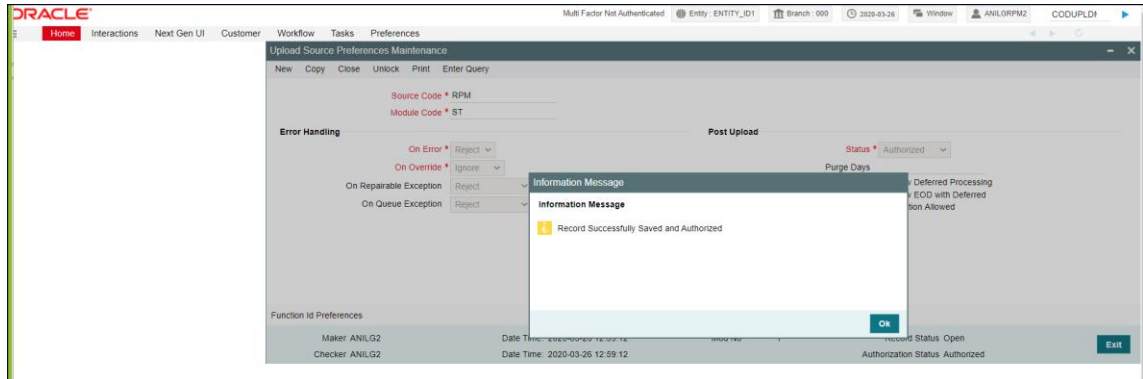 ORACLE
Multi Factor Not Authenticated Entity : ENTITY_ID1 Branch : 000 2020-03-26 Window ANILGRPM2 CODUPLD
Home Interactions Next Gen UI Customer Workflow Tasks Preferences
Upload Source Preferences Maintenance
New Copy Close Unlock Print Enter Query
Source Code * RPM
Module Code * ST
Error Handling Post Upload
On Error * Reject Status * Authorized
On Override * Ignore Purge Days
On Repairable Exception Reject Deferred Processing
On Queue Exception Reject EOD with Deferred
Allowed
Information Message
Information Message
Record Successfully Saved and Authorized
Ok
Function Id Preferences
Maker ANILG2 Date Time: 2020-03-26 12:59:12 Mod No Record Status Open
Checker ANILG2 Date Time: 2020-03-26 12:59:12 Authorization Status Authorized
Exit